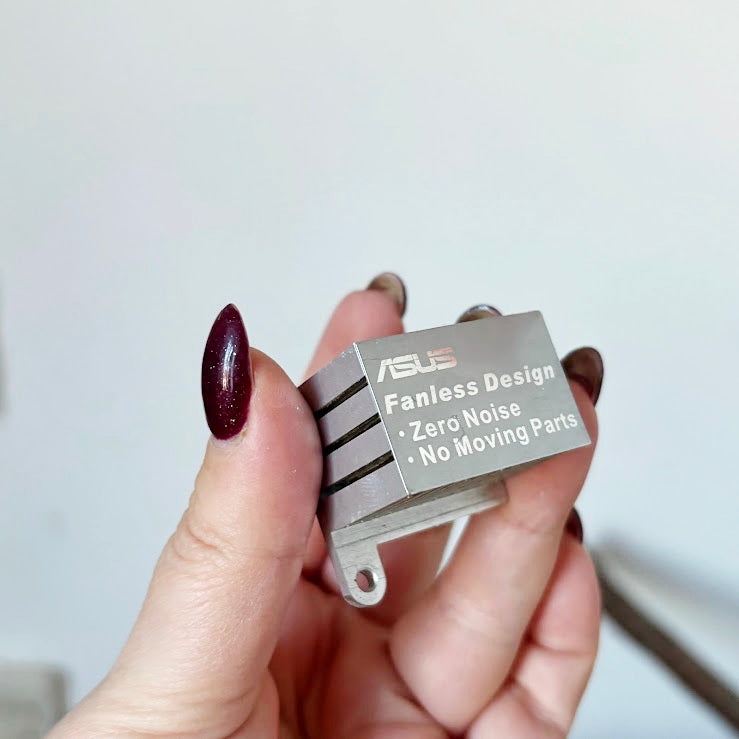 ASUS
Fanless Design
• Zero Noise
• No Moving Parts